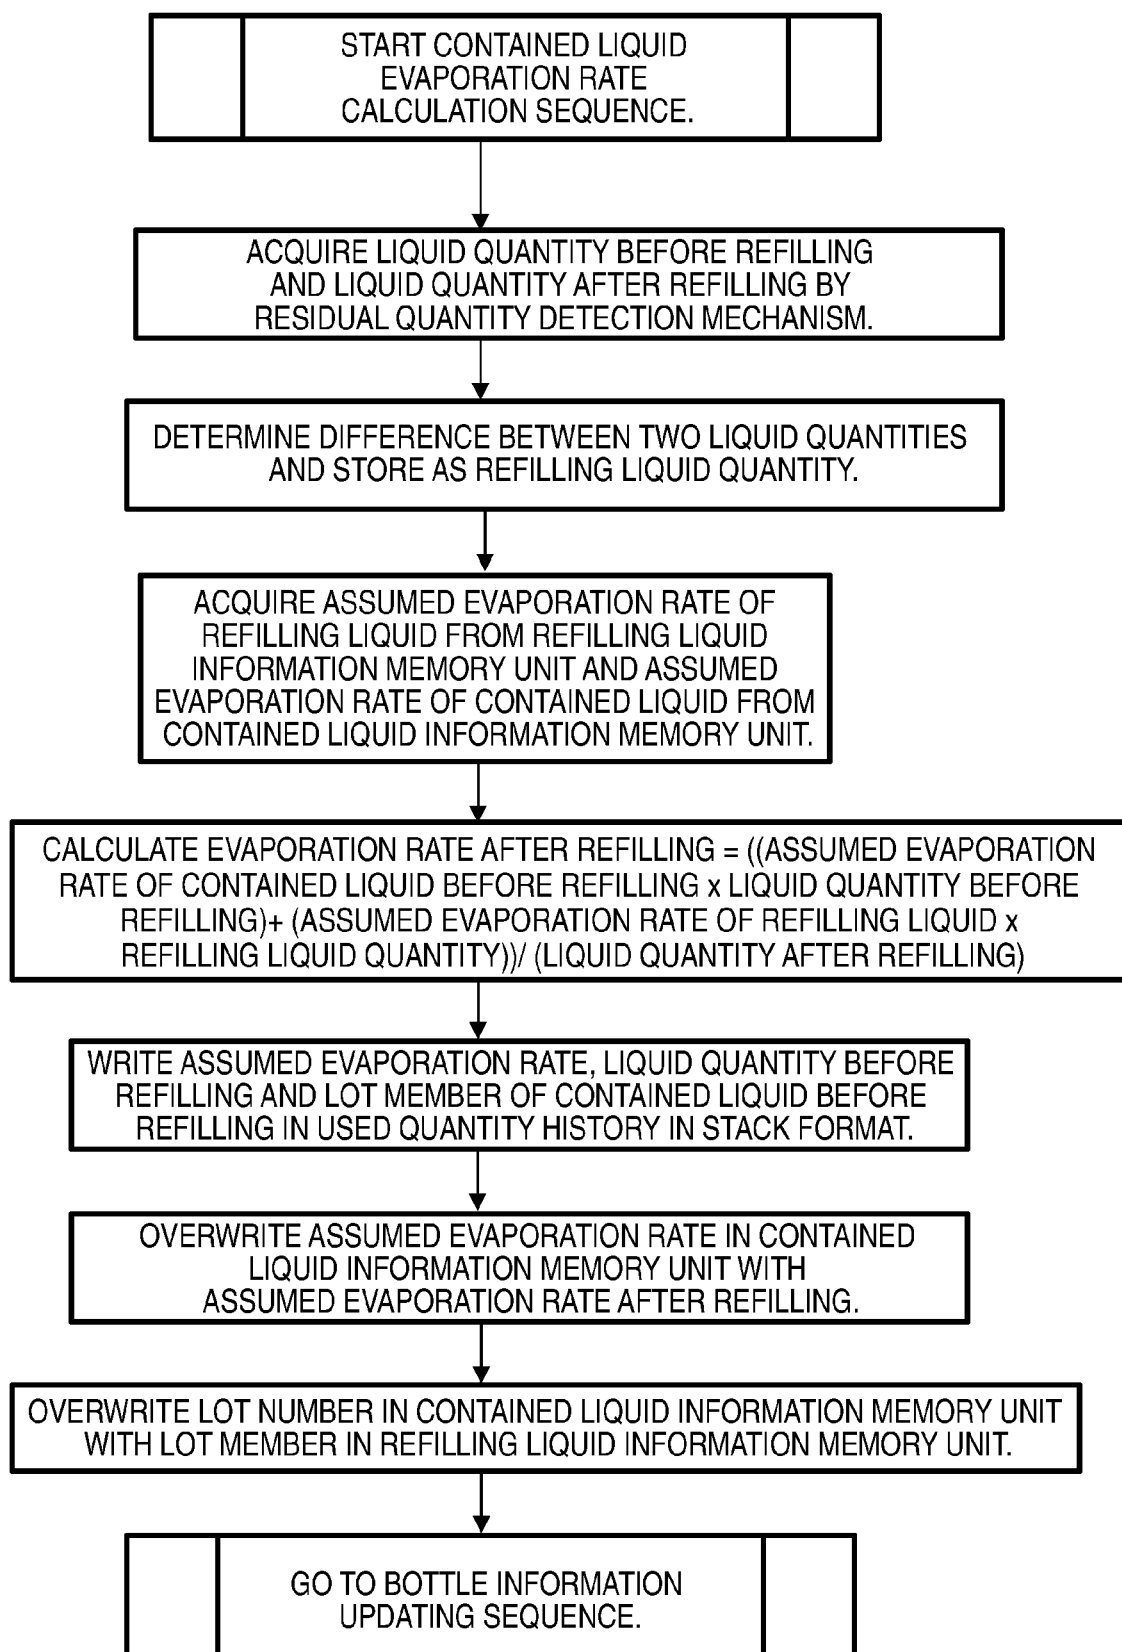 START CONTAINED LIQUID
EVAPORATION RATE
CALCULATION SEQUENCE.
ACQUIRE LIQUID QUANTITY BEFORE REFILLING
AND LIQUID QUANTITY AFTER REFILLING BY
RESIDUAL QUANTITY DETECTION MECHANISM.
DETERMINE DIFFERENCE BETWEEN TWO LIQUID QUANTITIES
AND STORE AS REFILLING LIQUID QUANTITY.
ACQUIRE ASSUMED EVAPORATION RATE OF
REFILLING LIQUID FROM REFILLING LIQUID
INFORMATION MEMORY UNIT AND ASSUMED
EVAPORATION RATE OF CONTAINED LIQUID FROM
CONTAINED LIQUID INFORMATION MEMORY UNIT.
CALCULATE EVAPORATION RATE AFTER REFILLING = ((ASSUMED EVAPORATION
RATE OF CONTAINED LIQUID BEFORE REFILLING x LIQUID QUANTITY BEFORE
REFILLING)+ (ASSUMED EVAPORATION RATE OF REFILLING LIQUID x
REFILLING LIQUID QUANTITY))/ (LIQUID QUANTITY AFTER REFILLING)
WRITE ASSUMED EVAPORATION RATE, LIQUID QUANTITY BEFORE
REFILLING AND LOT MEMBER OF CONTAINED LIQUID BEFORE
REFILLING IN USED QUANTITY HISTORY IN STACK FORMAT.
OVERWRITE ASSUMED EVAPORATION RATE IN CONTAINED
LIQUID INFORMATION MEMORY UNIT WITH
ASSUMED EVAPORATION RATE AFTER REFILLING.
OVERWRITE LOT NUMBER IN CONTAINED LIQUID INFORMATION MEMORY UNIT
WITH LOT MEMBER IN REFILLING LIQUID INFORMATION MEMORY UNIT.
GO TO BOTTLE INFORMATION
UPDATING SEQUENCE.